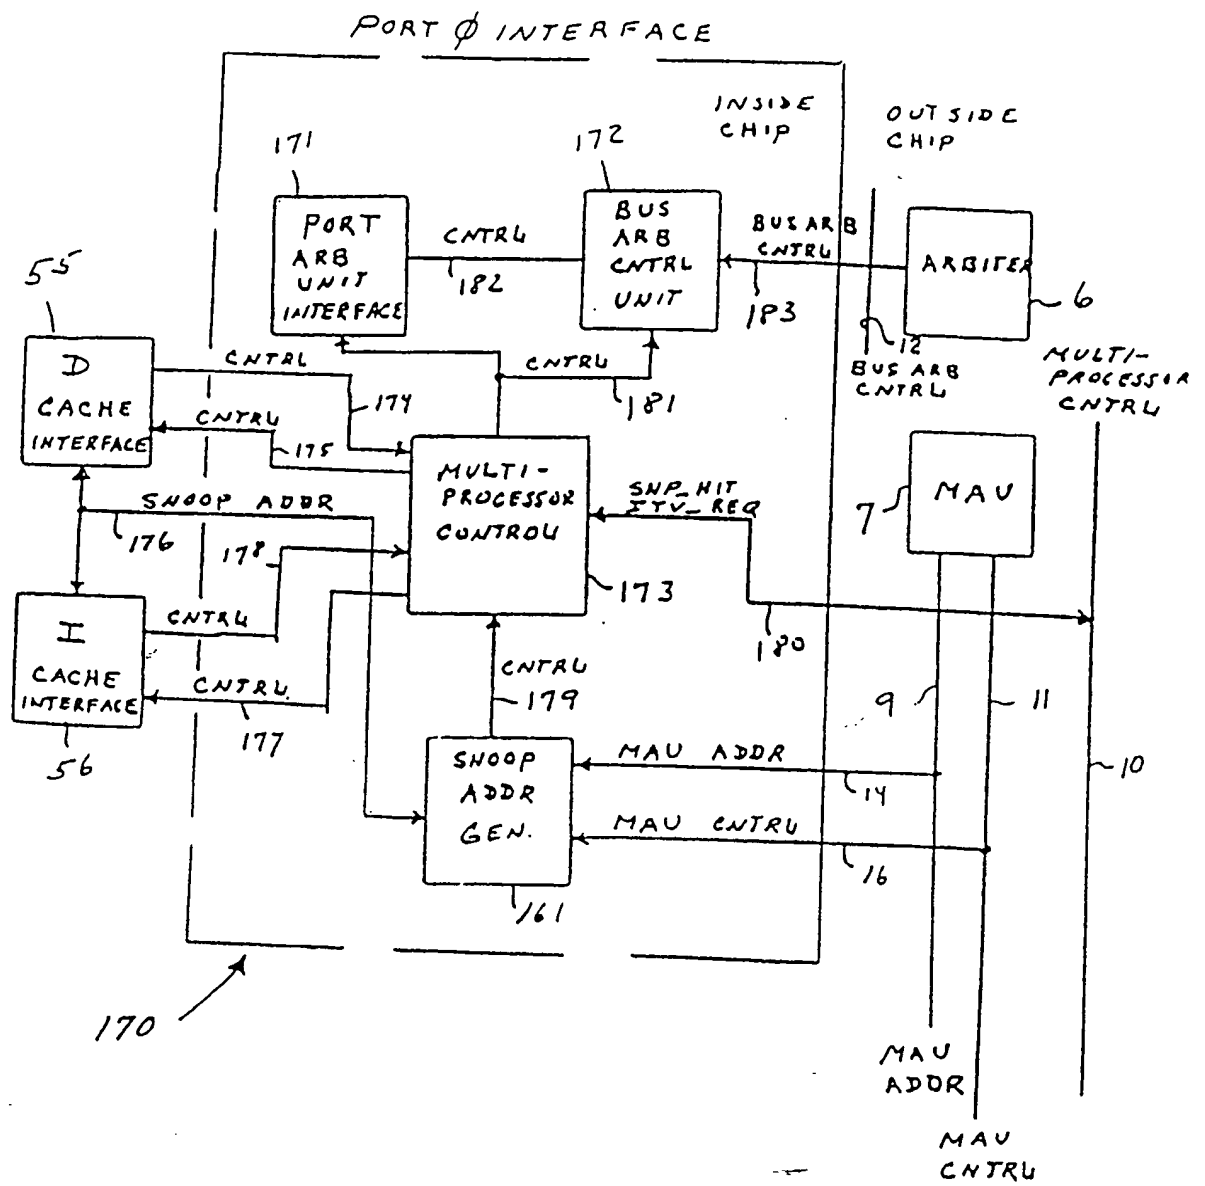 PORT Ø INTERFACE
INSIDE
CHIP
OUTSIDE
CHIP
171
172
PORT
ARB
UNIT
INTERFACE
CNTRL
182
BUS
ARB
CNTRL
UNIT
BUS ARB
CNTRL
183
ARBITER
6
12
BUS ARB
CNTRL
MULTI-
PROCESSOR
CNTRL
55
D
CACHE
INTERFACE
CNTRL
174
CNTRL
175
CNTRL
181
MULTI-
PROCESSOR
CONTROL
173
SNP_HIT
ITV_REQ
180
7
MAU
SNOOP ADDR
176
178
I
CACHE
INTERFACE
56
CNTRL
CNTRL
177
CNTRL
179
9
11
10
SNOOP
ADDR
GEN.
161
MAU ADDR
14
MAU CNTRL
16
170
MAU
ADDR
MAU
CNTRL